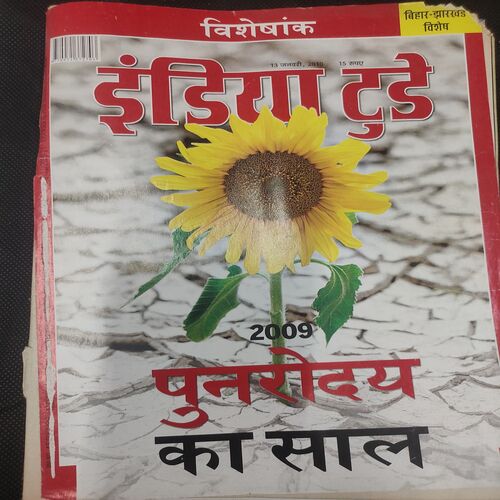 विशेषांक
बिहार-झारखंड
विशेष
13 जनवरी, 2010 15 रुपए
इंडिया टुडे
2009
पुनरोदय
का साल